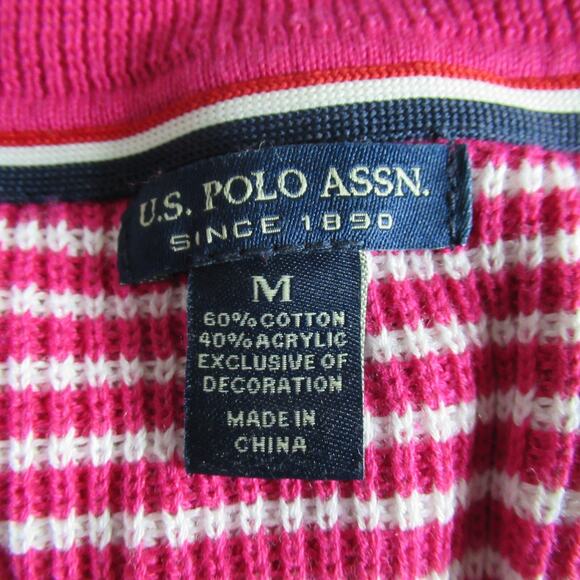 U.S. POLO ASSN.
SINCE 1890
M
60% COTTON
40% ACRYLIC
EXCLUSIVE OF
DECORATION
MADE IN
CHINA